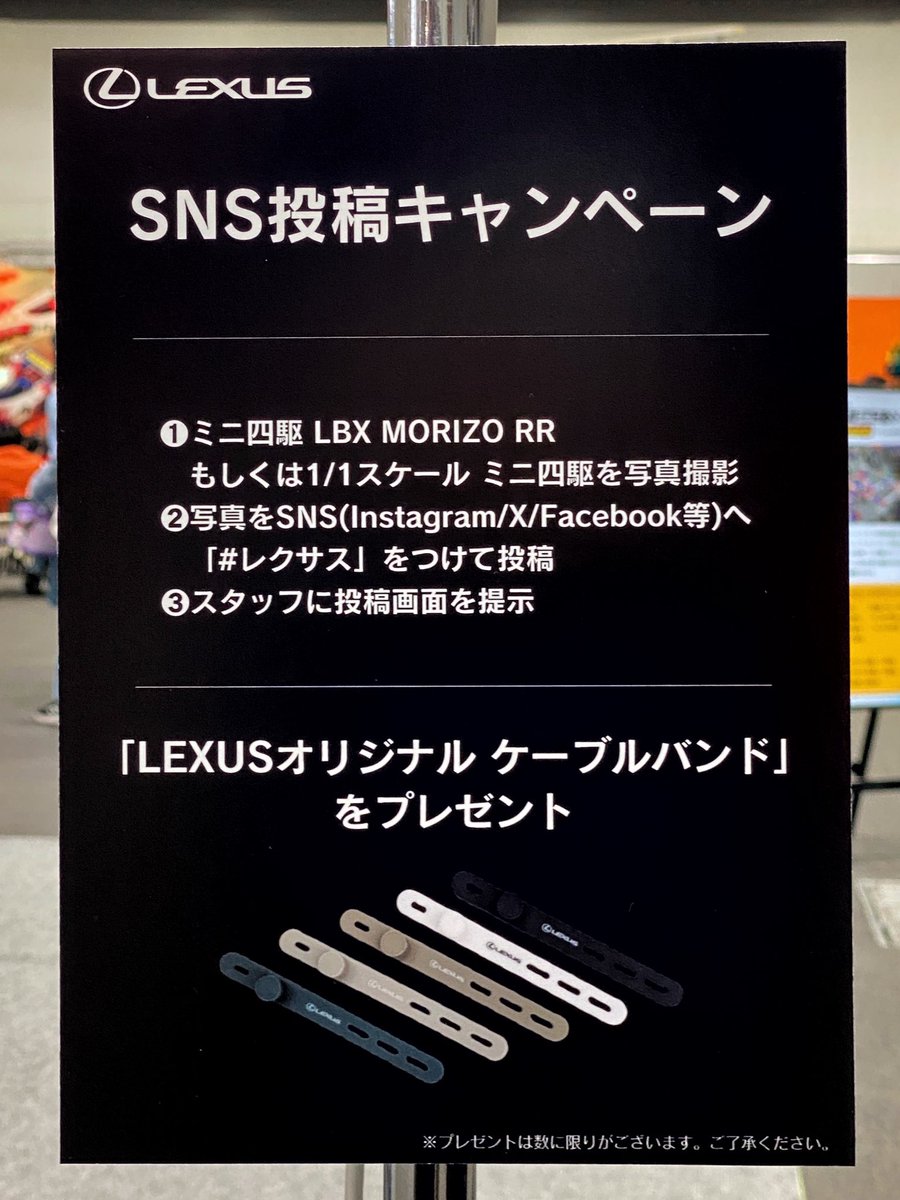 LEXUS
SNS投稿キャンペーン
❶ミニ四駆 LBX MORIZO RR
もしくは1/1スケール ミニ四駆を写真撮影
❷写真をSNS(Instagram/X/Facebook等)へ
「#レクサス」をつけて投稿
❸スタッフに投稿画面を提示
「LEXUSオリジナル ケーブルバンド」
をプレゼント
LEXUS
LEXUS
LEXUS
LEXUS
LEXUS
※プレゼントは数に限りがございます。ご了承ください。